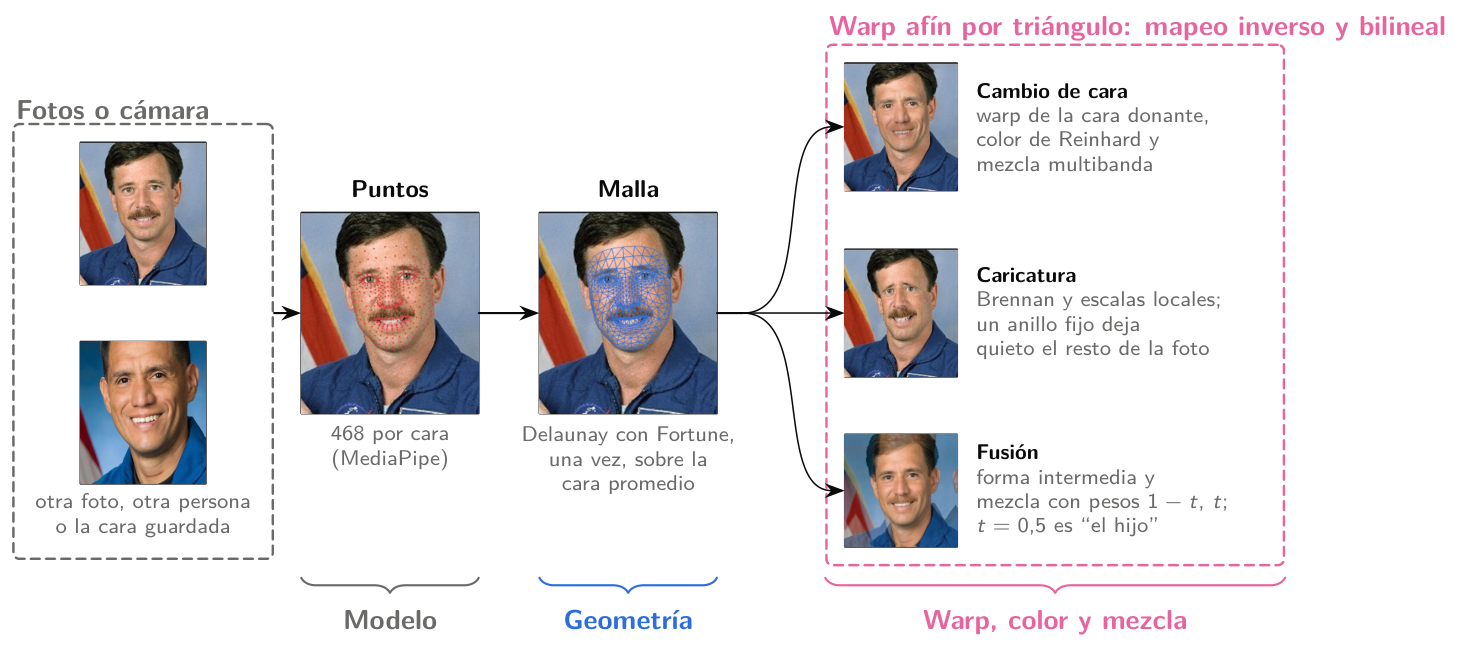 Warp afín por triángulo: mapeo inverso y bilineal
Fotos o cámara
otra foto, otra persona
o la cara guardada
Puntos
468 por cara
(MediaPipe)
Malla
Delaunay con Fortune,
una vez, sobre la
cara promedio
Cambio de cara
warp de la cara donante,
color de Reinhard y
mezcla multibanda
Caricatura
Brennan y escalas locales;
un anillo fijo deja
quieto el resto de la foto
Fusión
forma intermedia y
mezcla con pesos 1 − t, t;
t = 0,5 es “el hijo”
Modelo
Geometría
Warp, color y mezcla